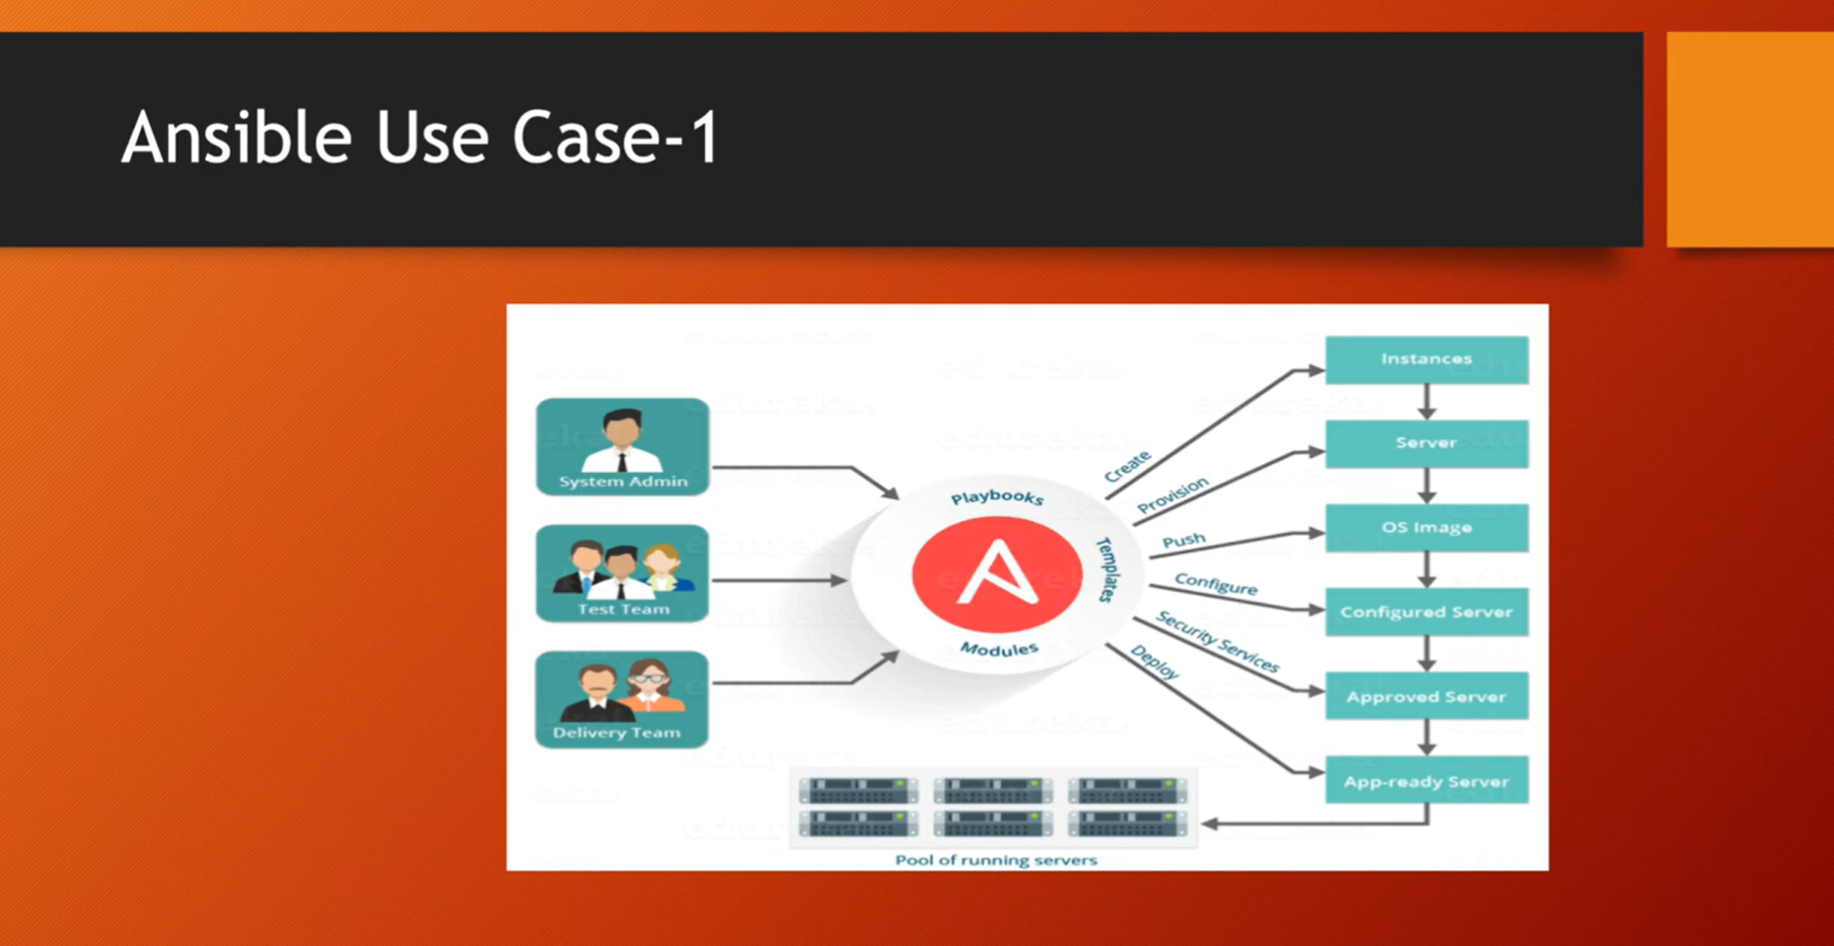 Ansible Use Case-1
System Admin
Test Team
Delivery Team
Playbooks
Templates
Modules
Create
Provision
Push
Configure
Security Services
Deploy
Instances
Server
OS Image
Configured Server
Approved Server
App-ready Server
Pool of running servers
edureka!